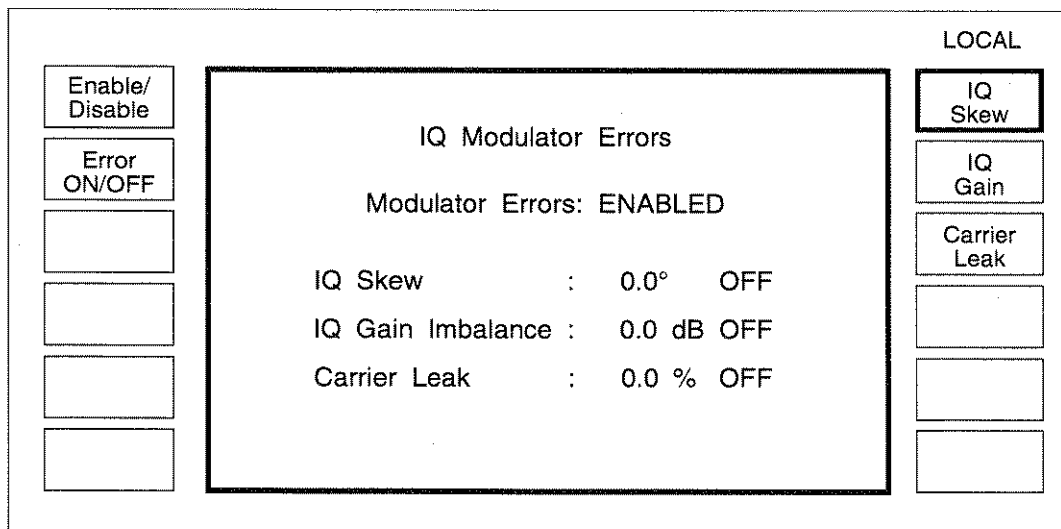 LOCAL
Enable/
Disable
Error
ON/OFF
IQ Modulator Errors
Modulator Errors: ENABLED
IQ Skew : 0.0° OFF
IQ Gain Imbalance : 0.0 dB OFF
Carrier Leak : 0.0 % OFF
IQ
Skew
IQ
Gain
Carrier
Leak